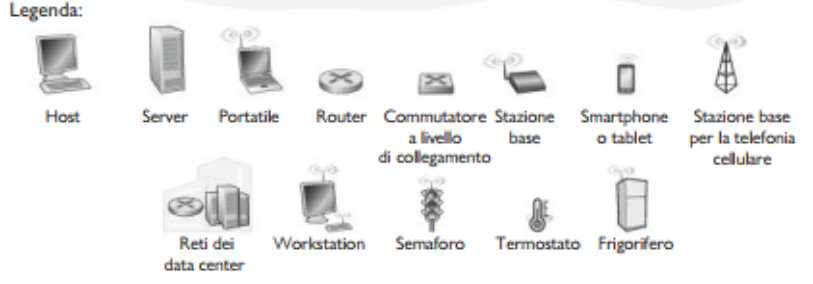 Legenda:
Host
Server
Portatile
Router
Commutatore
a livello
di collegamento
Stazione
base
Smartphone
o tablet
Stazione base
per la telefonia
cellulare
Reti dei
data center
Workstation
Semaforo
Termostato
Frigorifero